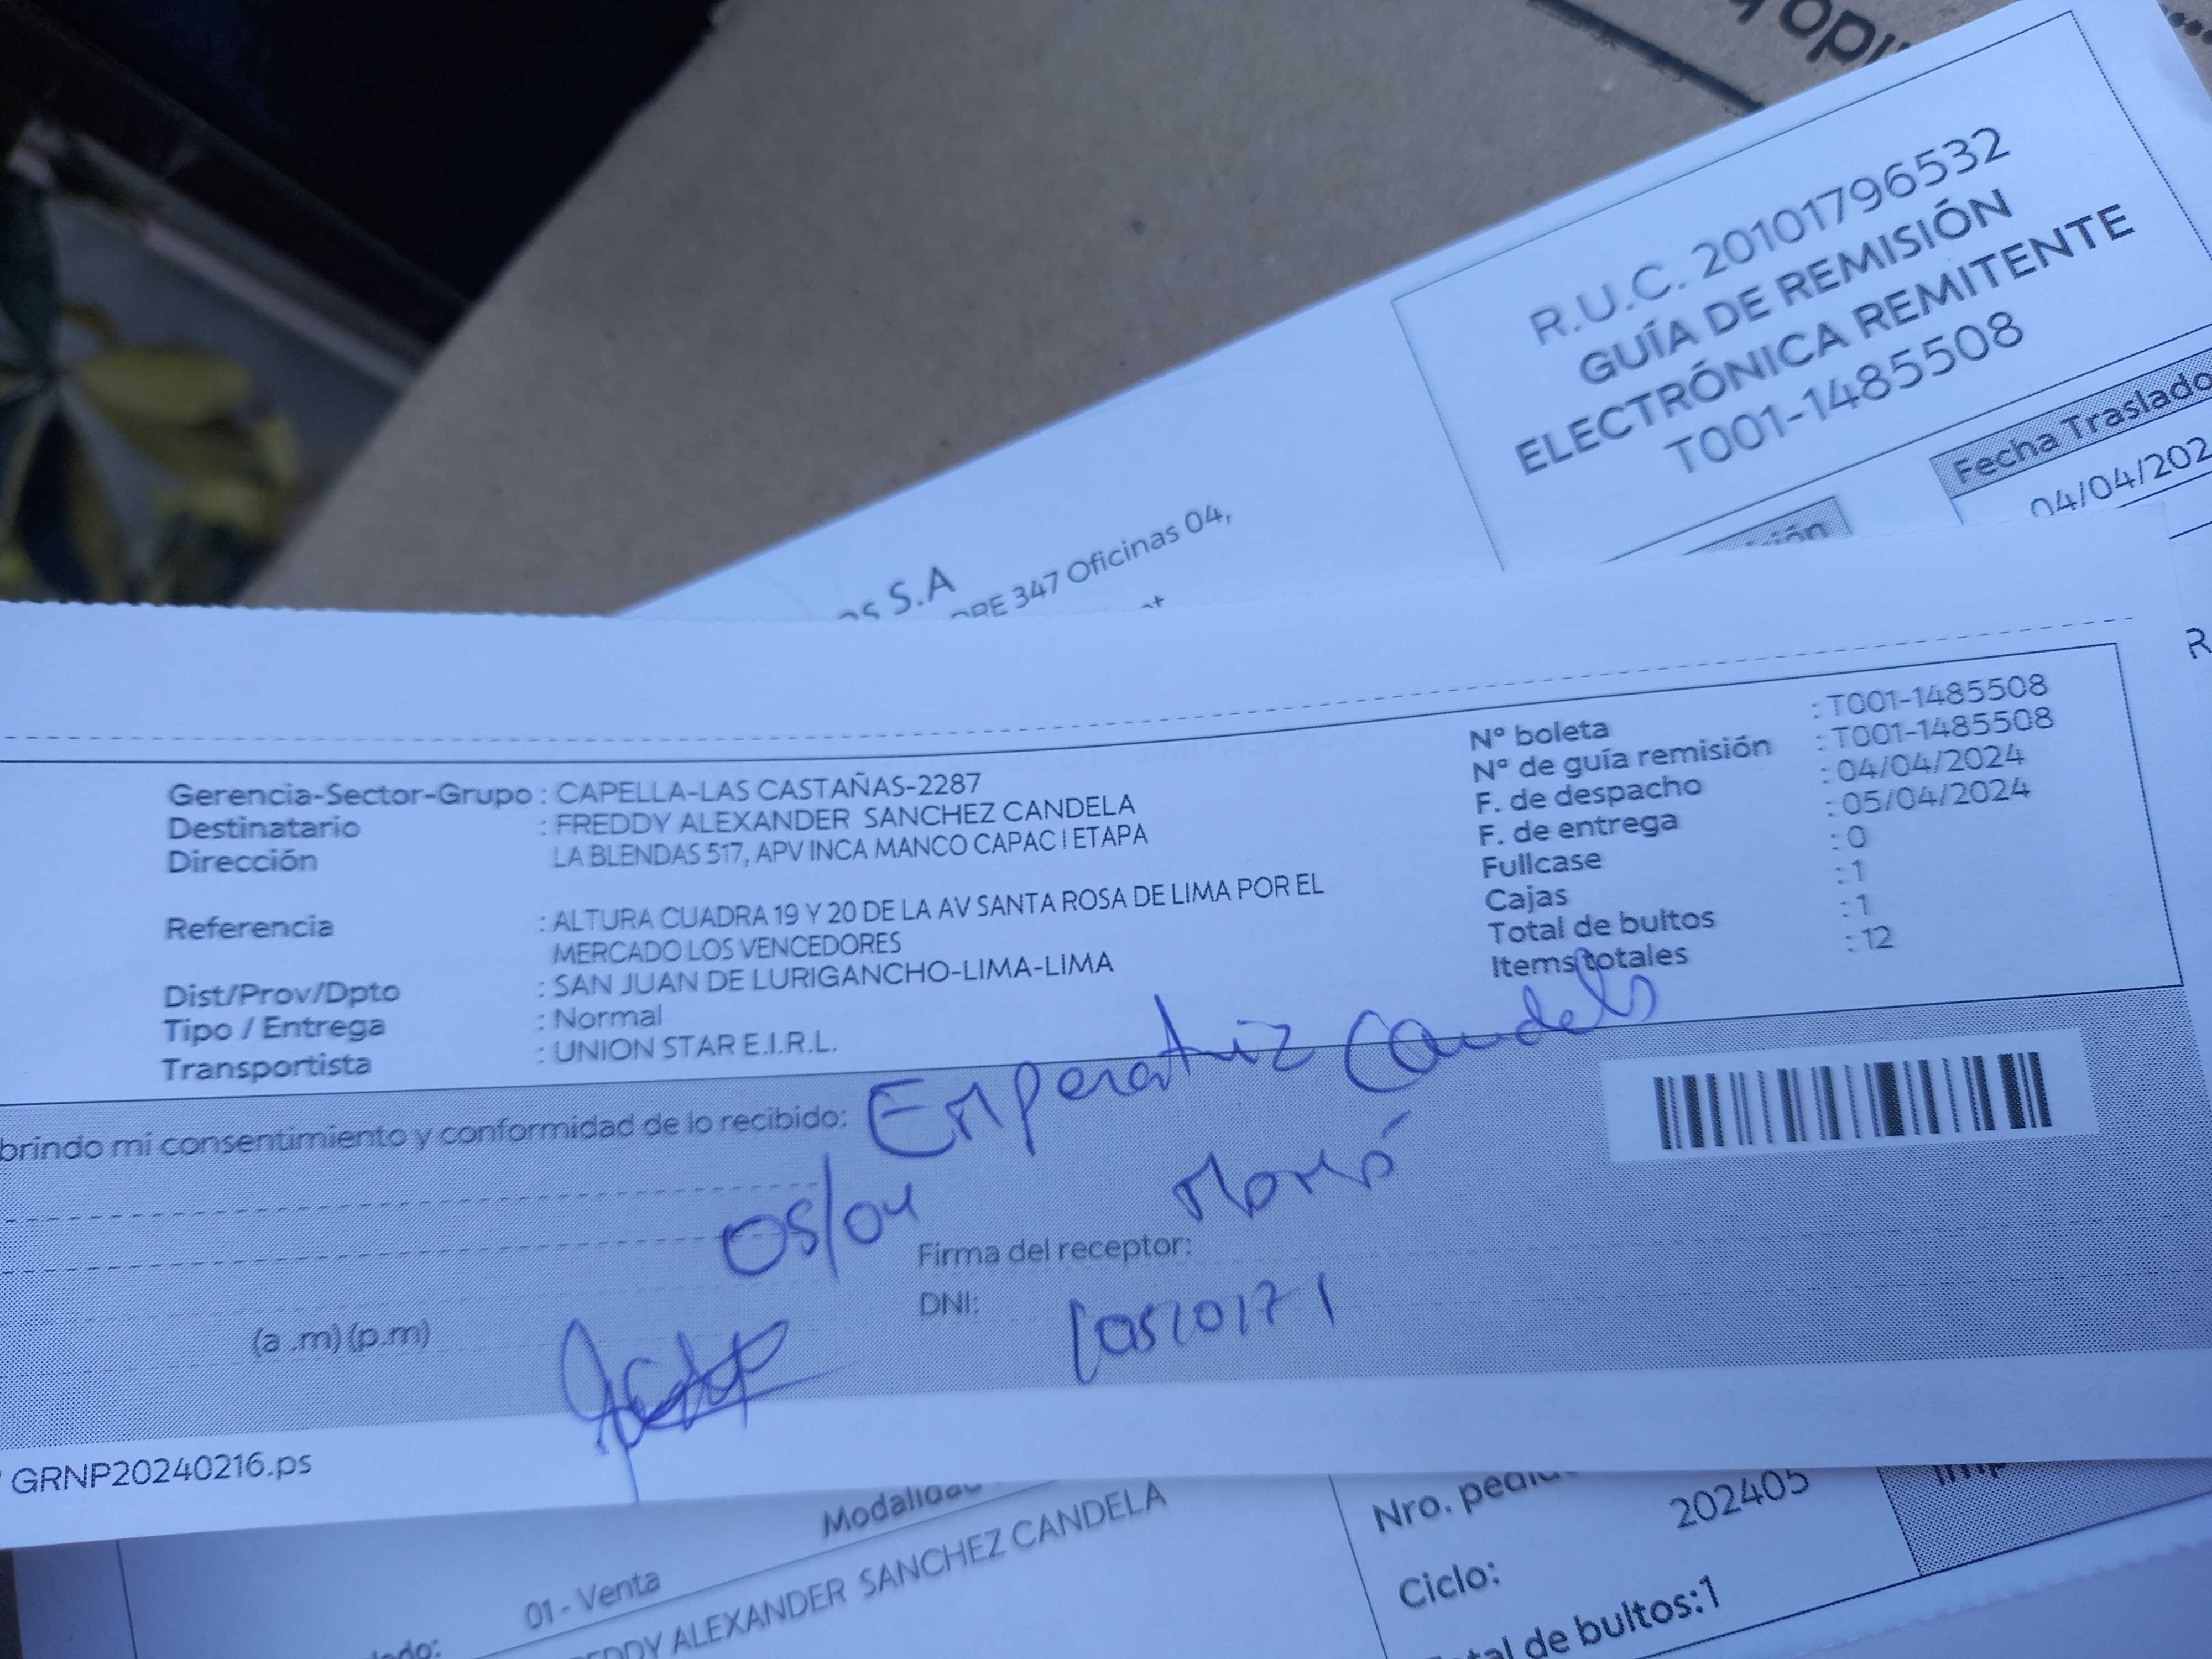 R.U.C. 20101796532
GUÍA DE REMISIÓN
ELECTRÓNICA REMITENTE
T001-1485508
Fecha Traslado
04/04/202
S.A
347 Oficinas 04,
Gerencia-Sector-Grupo : CAPELLA-LAS CASTAÑAS-2287
Destinatario : FREDDY ALEXANDER SANCHEZ CANDELA
Dirección LA BLENDAS 517, APV INCA MANCO CAPAC I ETAPA
Referencia : ALTURA CUADRA 19 Y 20 DE LA AV SANTA ROSA DE LIMA POR EL
MERCADO LOS VENCEDORES
Dist/Prov/Dpto : SAN JUAN DE LURIGANCHO-LIMA-LIMA
Tipo / Entrega : Normal
Transportista : UNION STAR E.I.R.L.
N° boleta : T001-1485508
N° de guía remisión : T001-1485508
F. de despacho : 04/04/2024
F. de entrega : 05/04/2024
Fullcase : 0
Cajas : 1
Total de bultos : 1
Items totales : 12
brindo mi consentimiento y conformidad de lo recibido: Emperatriz Candela
05/04
Firma del receptor:
DNI:
(a .m) (p.m)
GRNP20240216.ps
Modalidad
01 - Venta
FREDDY ALEXANDER SANCHEZ CANDELA
Nro. pedido
202405
Ciclo:
Total de bultos:1